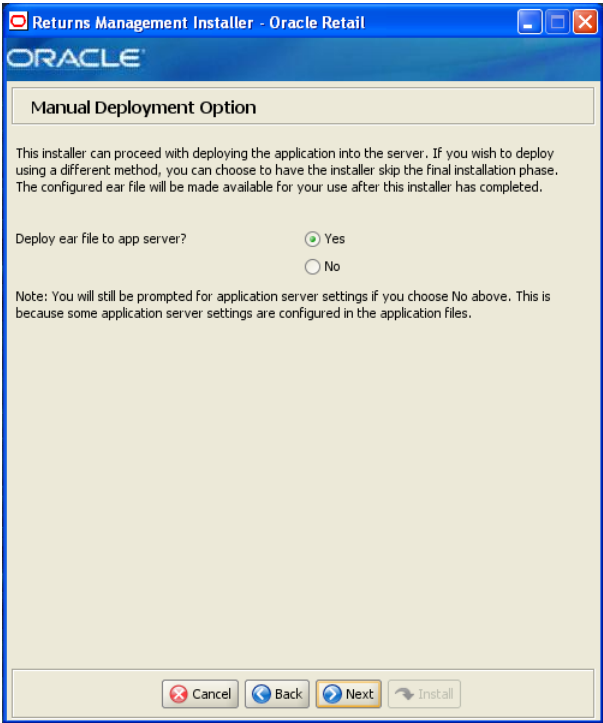 Returns Management Installer - Oracle Retail
ORACLE
Manual Deployment Option
This installer can proceed with deploying the application into the server. If you wish to deploy
using a different method, you can choose to have the installer skip the final installation phase.
The configured ear file will be made available for your use after this installer has completed.
Deploy ear file to app server?
Yes
No
Note: You will still be prompted for application server settings if you choose No above. This is
because some application server settings are configured in the application files.
Cancel Back Next Install